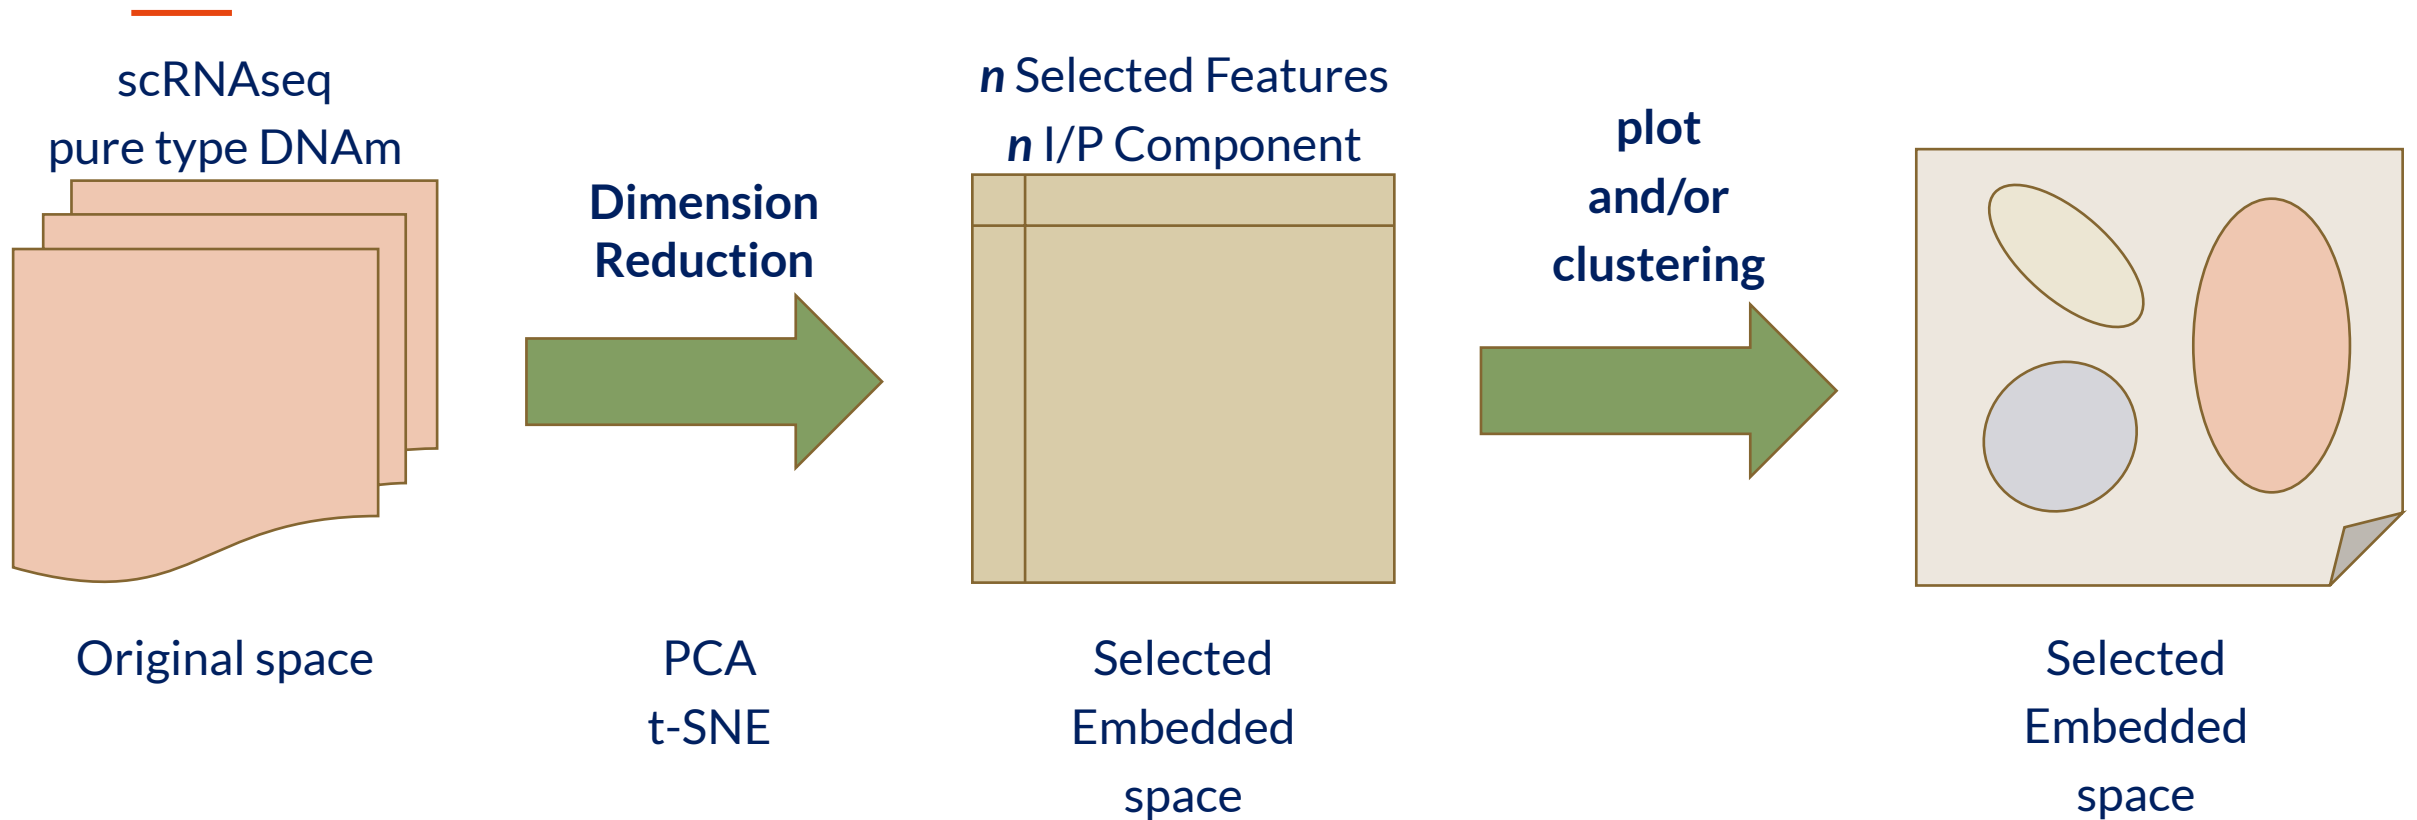 scRNAseq
pure type DNAm
Dimension
Reduction
n Selected Features
n I/P Component
plot
and/or
clustering
Original space
PCA
t-SNE
Selected
Embedded
space
Selected
Embedded
space